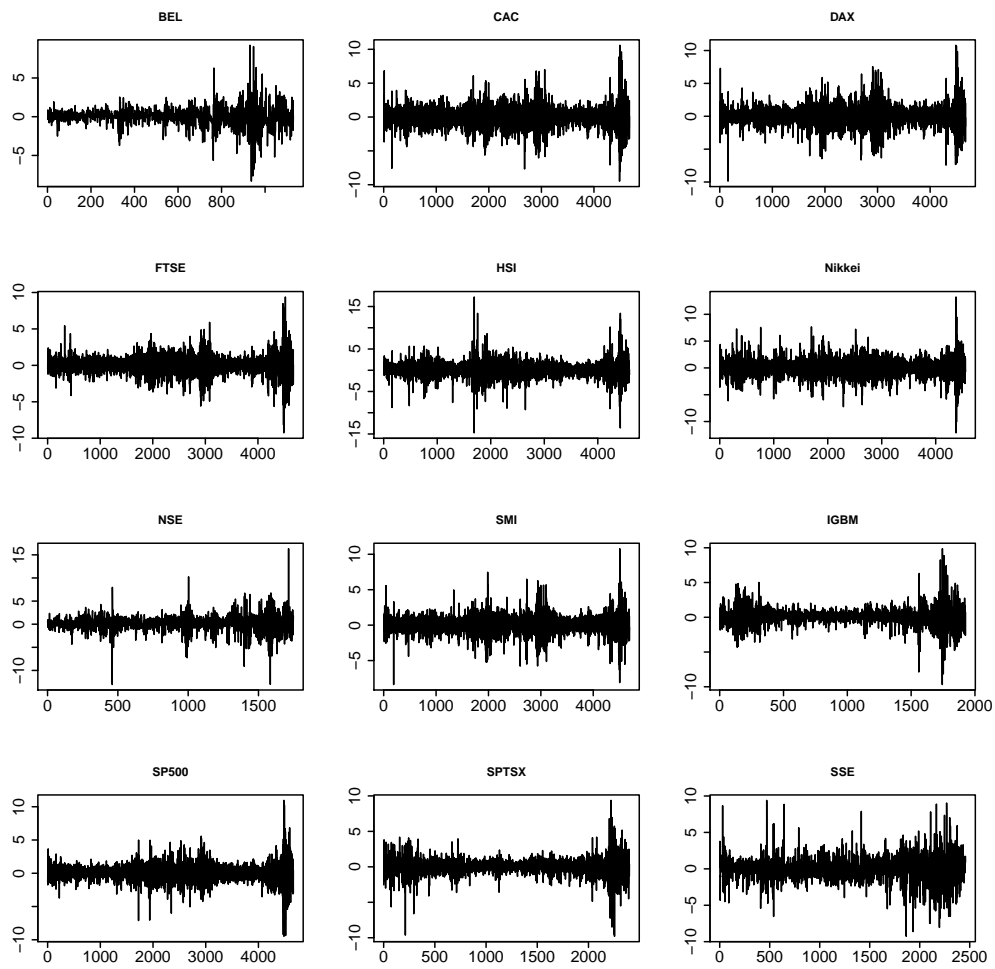 BEL CAC DAX
5 0 −5
0 200 400 600 800
10 5 0 −10
0 1000 2000 3000 4000
10 5 0 −10
0 1000 2000 3000 4000
FTSE HSI Nikkei
10 5 0 −5 −10
0 1000 2000 3000 4000
15 5 0 −5 −15
0 1000 2000 3000 4000
10 5 0 −10
0 1000 2000 3000 4000
NSE SMI IGBM
15 5 0 −10
0 500 1000 1500
10 5 0 −5
0 1000 2000 3000 4000
10 5 0 −10
0 500 1000 1500 2000
SP500 SPTSX SSE
10 5 0 −10
0 1000 2000 3000 4000
10 5 0 −10
0 500 1000 1500 2000
10 5 0 −5 −10
0 500 1000 1500 2000 2500